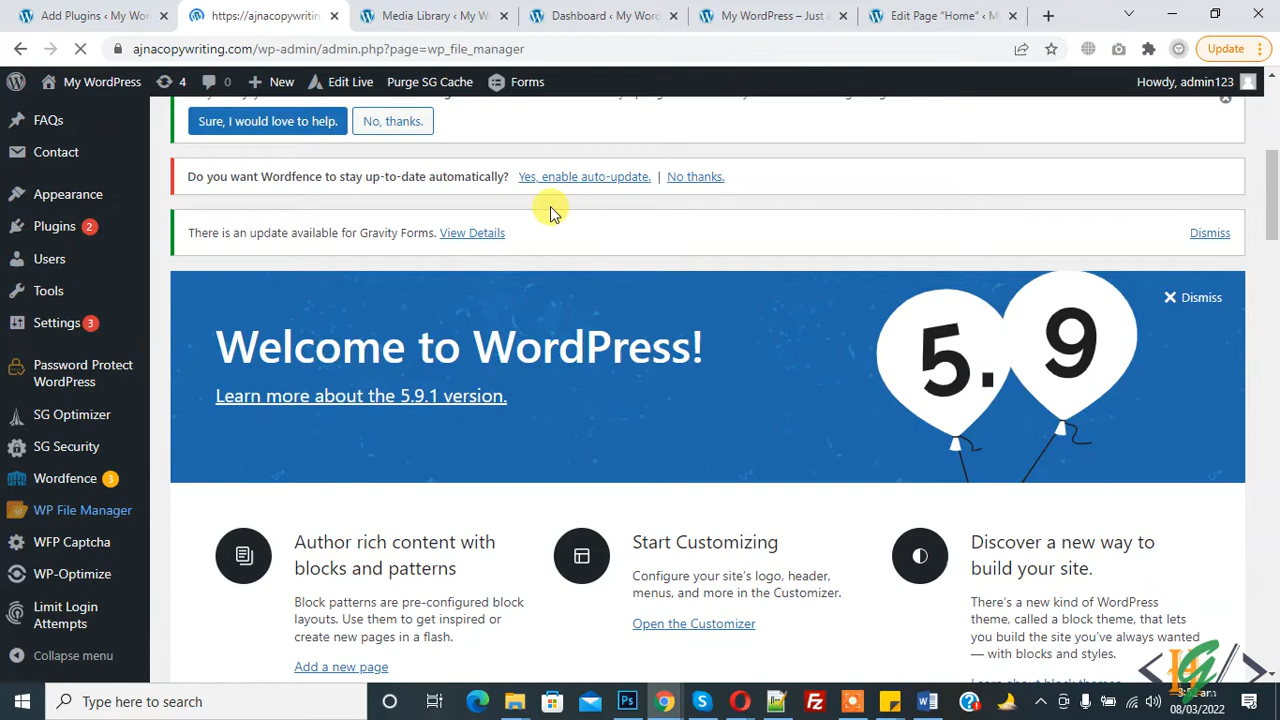 Add Plugins ‹ My Wor
https://ajnacopywriting.com/
Media Library ‹ My W
Dashboard ‹ My Word
My WordPress – Just a
Edit Page "Home" ‹ M
ajnacopywriting.com/wp-admin/admin.php?page=wp_file_manager
Update
My WordPress
4
0
New
Edit Live
Purge SG Cache
Forms
Howdy, admin123
FAQs
Contact
Appearance
Plugins 2
Users
Tools
Settings 3
Password Protect
WordPress
SG Optimizer
SG Security
Wordfence 3
WP File Manager
WFP Captcha
WP-Optimize
Limit Login
Attempts
Collapse menu
Sure, I would love to help.
No, thanks.
Do you want Wordfence to stay up-to-date automatically? Yes, enable auto-update. | No thanks.
There is an update available for Gravity Forms. View Details
Dismiss
Dismiss
Welcome to WordPress!
Learn more about the 5.9.1 version.
5.9
Author rich content with
blocks and patterns
Block patterns are pre-configured block
layouts. Use them to get inspired or
create new pages in a flash.
Add a new page
Start Customizing
Configure your site's logo, header,
menus, and more in the Customizer.
Open the Customizer
Discover a new way to
build your site.
There's a new kind of WordPress
theme, called a block theme, that lets
you build the site you've always wanted
— with blocks and styles.
Learn about block themes
Type here to search
08/03/2022